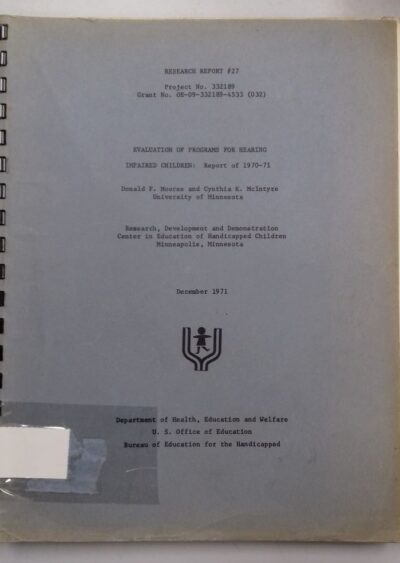 RESEARCH REPORT #27
Project No. 332189
Grant No. OE-09-332189-4533 (032)
EVALUATION OF PROGRAMS FOR HEARING
IMPAIRED CHILDREN: Report of 1970-71
Donald F. Moores and Cynthia K. McIntyre
University of Minnesota
Research, Development and Demonstration
Center in Education of Handicapped Children
Minneapolis, Minnesota
December 1971
Department of Health, Education and Welfare
U. S. Office of Education
Bureau of Education for the Handicapped